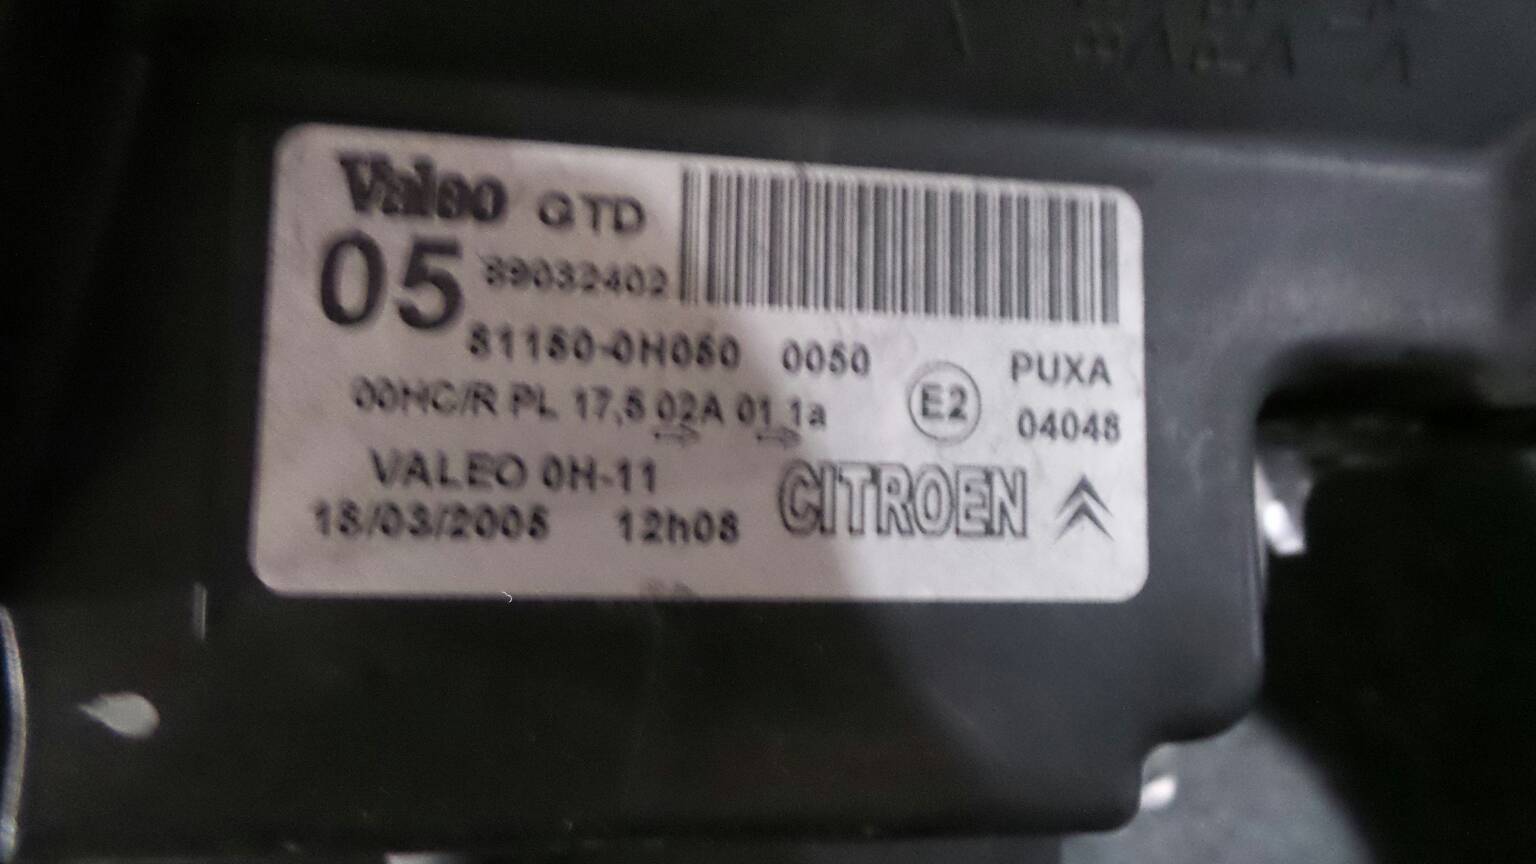 Valeo GTD
05 89032402
81150-0H050 0050
00HC/R PL 17,5 02A 01 1a
E2
PUXA
04048
VALEO 0H-11
18/03/2005 12h08
CITROEN